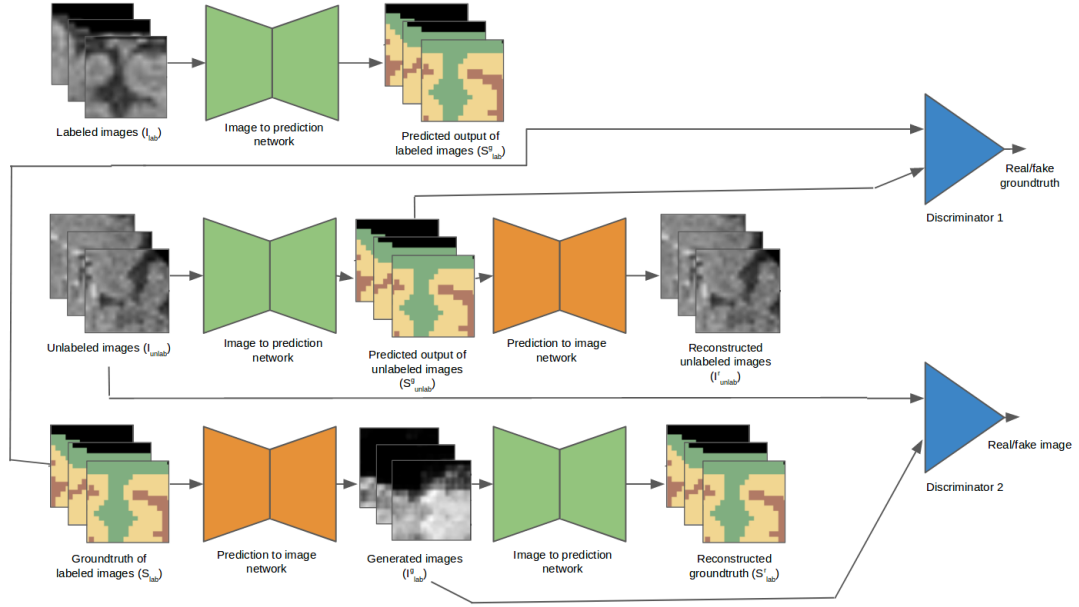 Labeled images (I_lab)
Image to prediction
network
Predicted output of
labeled images (S^g_lab)
Real/fake
groundtruth
Discriminator 1
Unlabeled images (I_unlab)
Image to prediction
network
Predicted output of
unlabeled images
(S^g_unlab)
Prediction to image
network
Reconstructed
unlabeled images
(I^r_unlab)
Real/fake image
Discriminator 2
Groundtruth of
labeled images (S_lab)
Prediction to image
network
Generated images
(I^g_lab)
Image to prediction
network
Reconstructed
groundtruth (S^r_lab)